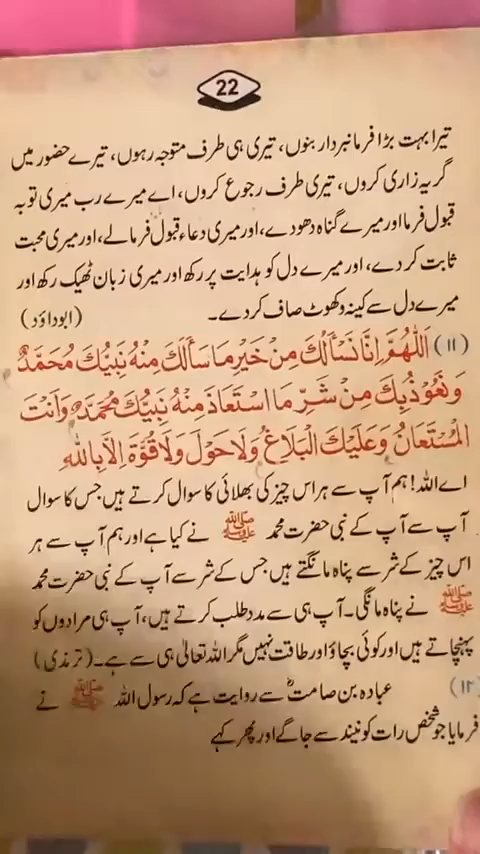 22
تیرا بہت بڑا فرمانبردار بنوں، تیری ہی طرف متوجہ رہوں، تیرے حضور میں
گریہ زاری کروں، تیری طرف رجوع کروں، اے میرے رب میری توبہ
قبول فرما اور میرے گناہ دھودے، اور میری دعاء قبول فرمالے، اور میری محبت
ثابت کردے، اور میرے دل کو ہدایت پر رکھ اور میری زبان ٹھیک رکھ اور
میرے دل سے کینہ و کھوٹ صاف کردے۔ (ابوداؤد)
(۱۱) اَللّٰهُمَّ اِنَّا نَسْأَلُكَ مِنْ خَيْرِ مَا سَأَلَكَ مِنْهُ نَبِيُّكَ مُحَمَّدٌ
وَنَعُوْذُبِكَ مِنْ شَرِّ مَا اسْتَعَاذَ مِنْهُ نَبِيُّكَ مُحَمَّدٌ وَاَنْتَ
الْمُسْتَعَانُ وَعَلَيْكَ الْبَلَاغُ وَلَا حَوْلَ وَلَا قُوَّةَ اِلَّا بِاللهِ
اے اللہ! ہم آپ سے ہر اس چیز کی بھلائی کا سوال کرتے ہیں جس کا سوال
آپ سے آپ کے نبی حضرت محمد ﷺ نے کیا ہے اور ہم آپ سے ہر
اس چیز کے شر سے پناہ مانگتے ہیں جس کے شر سے آپ کے نبی حضرت محمد
ﷺ نے پناہ مانگی۔ آپ ہی سے مدد طلب کرتے ہیں، آپ ہی مرادوں کو
پہنچاتے ہیں اور کوئی بچاؤ اور طاقت نہیں مگر اللہ تعالیٰ ہی سے ہے۔ (ترمذی)
(۱۲) عبادہ بن صامتؓ سے روایت ہے کہ رسول اللہ ﷺ نے
فرمایا جو شخص رات کو نیند سے جاگے اور پھر کہے